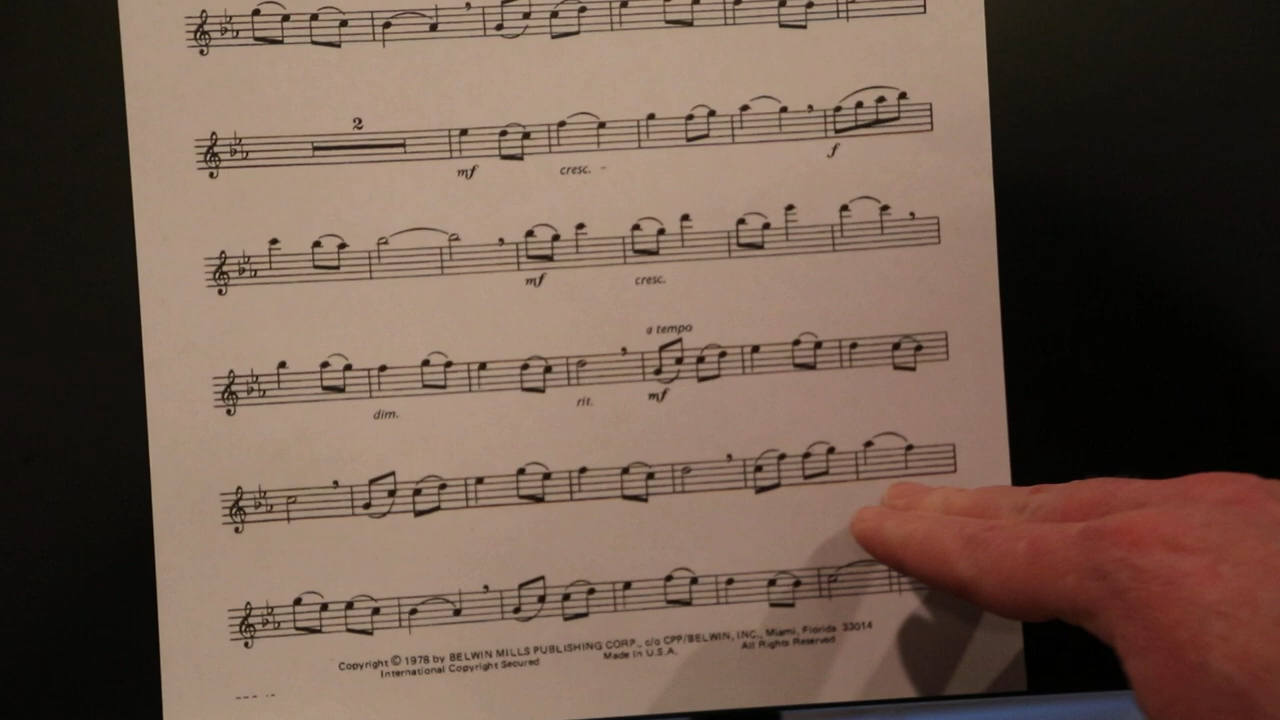 2
mf cresc. - f
mf cresc.
a tempo
dim. rit. mf
Copyright © 1978 by BELWIN MILLS PUBLISHING CORP., c/o CPP/BELWIN, INC., Miami, Florida 33014
International Copyright Secured Made In U.S.A. All Rights Reserved